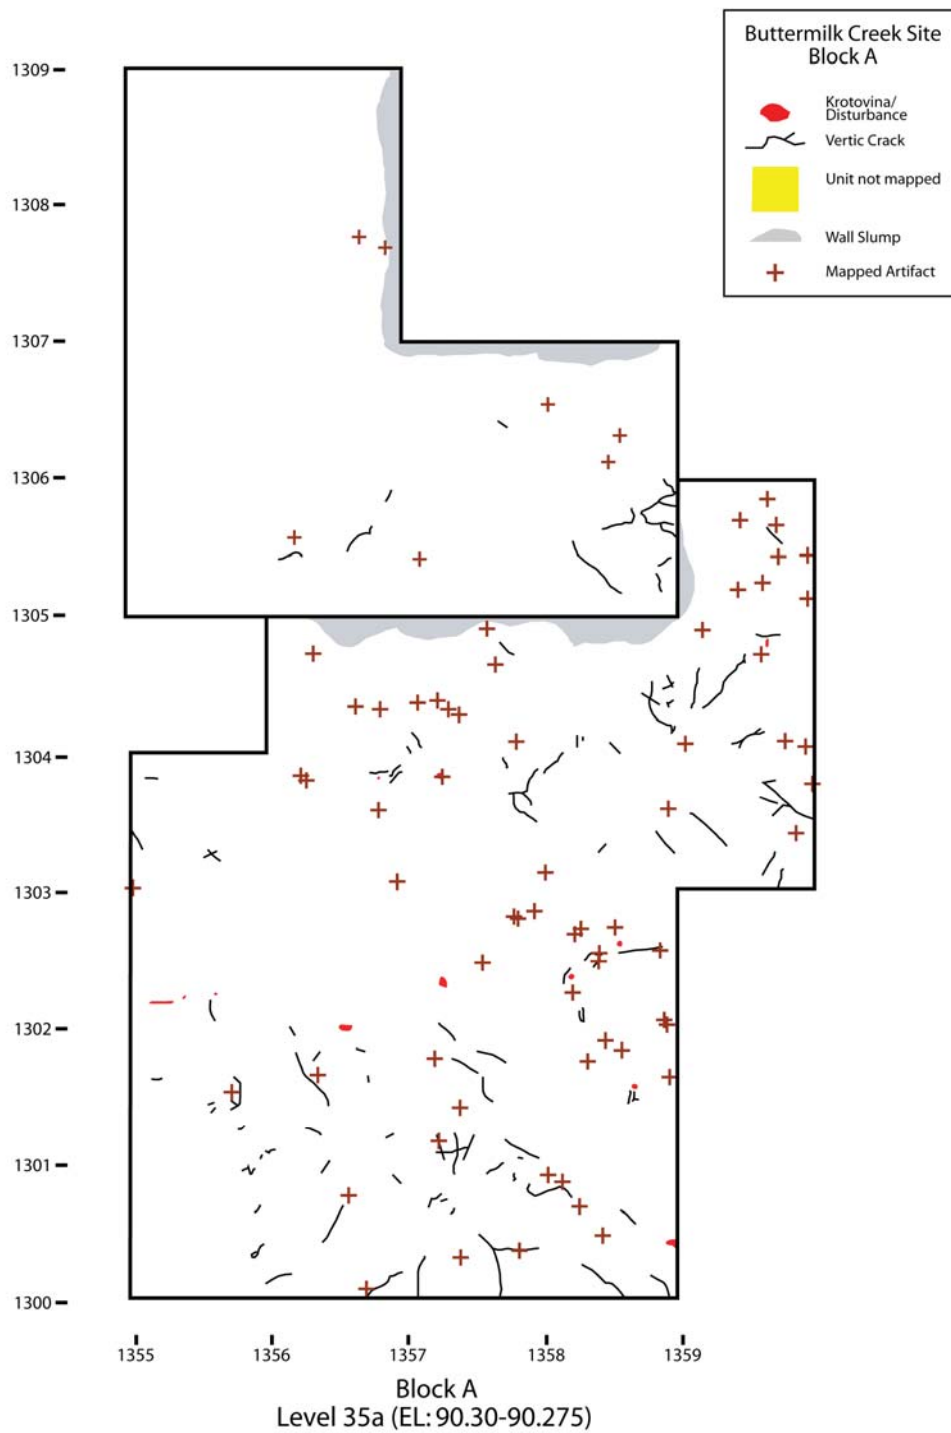 Buttermilk Creek Site
Block A
Krotovina/
Disturbance
Vertic Crack
Unit not mapped
Wall Slump
Mapped Artifact
1309
1308
1307
1306
1305
1304
1303
1302
1301
1300
1355 1356 1357 1358 1359
Block A
Level 35a (EL: 90.30-90.275)